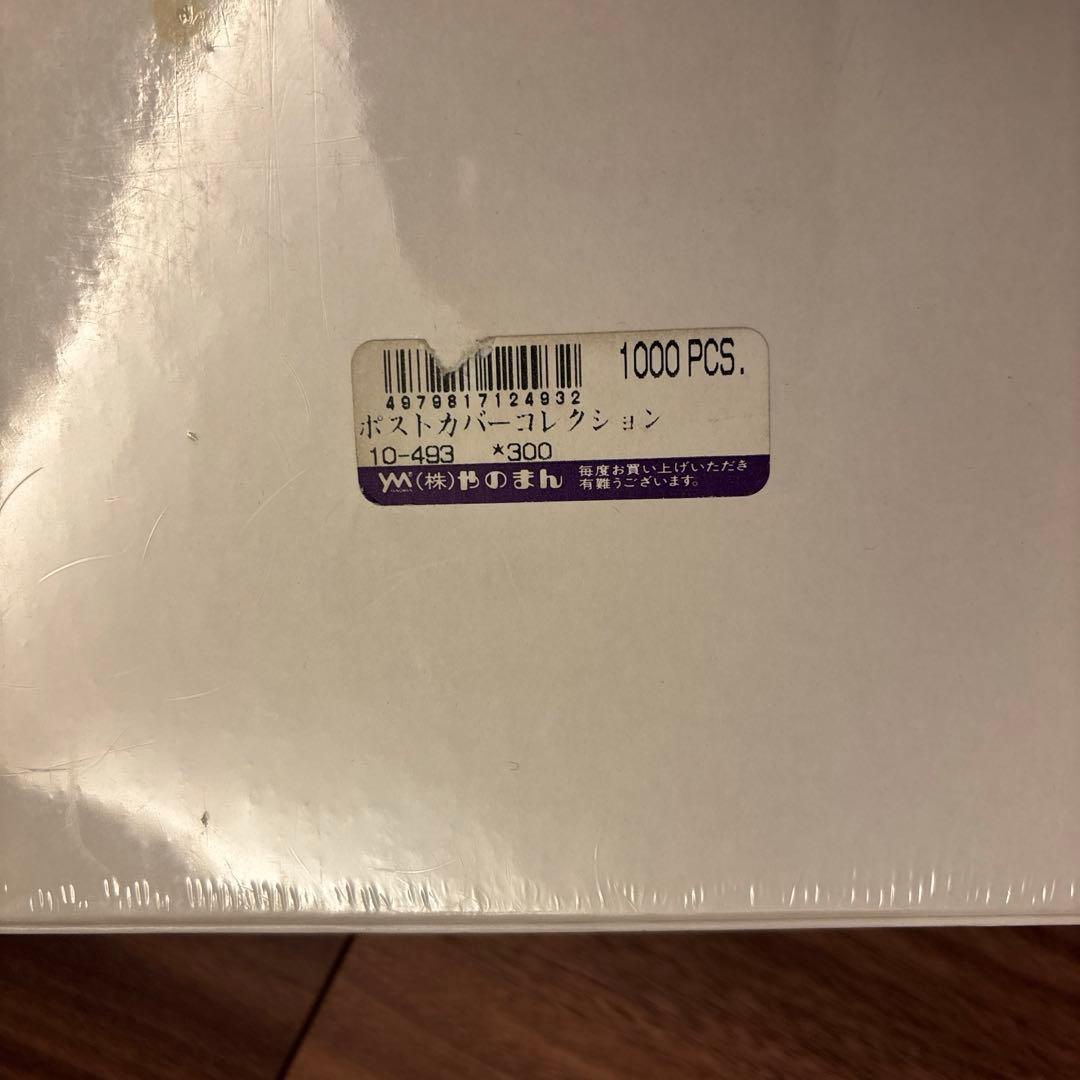 1000 PCS.
4979817124932
ポストカバーコレクション
10-493 *300
YM (株)やのまん 毎度お買い上げいただき
有難うございます。